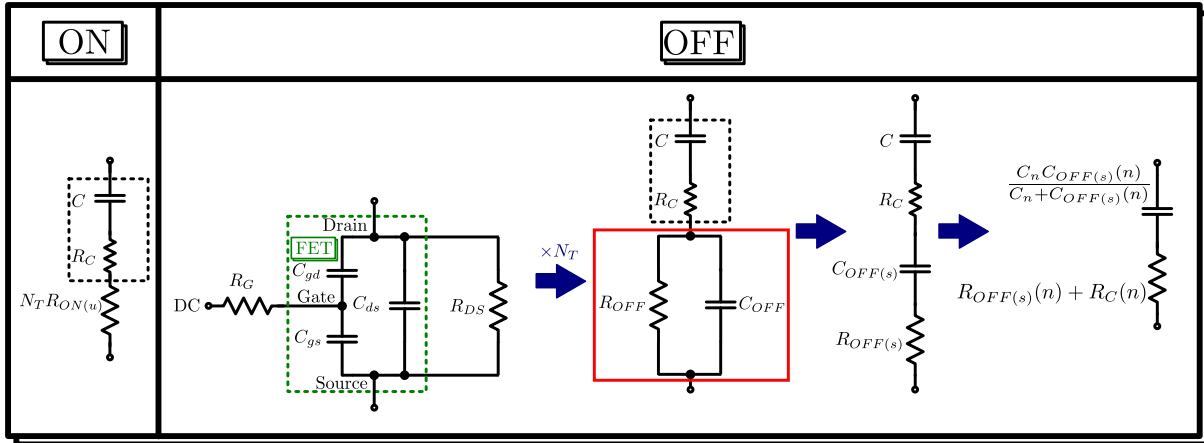 ON
OFF
C
R_C
N_T R_{ON(u)}
DC
R_G
Drain
FET
C_{gd}
Gate
C_{ds}
C_{gs}
Source
R_{DS}
×N_T
C
R_C
R_{OFF}
C_{OFF}
C
R_C
C_{OFF(s)}
R_{OFF(s)}
C_n C_{OFF(s)}(n)
C_n+C_{OFF(s)}(n)
R_{OFF(s)}(n) + R_C(n)